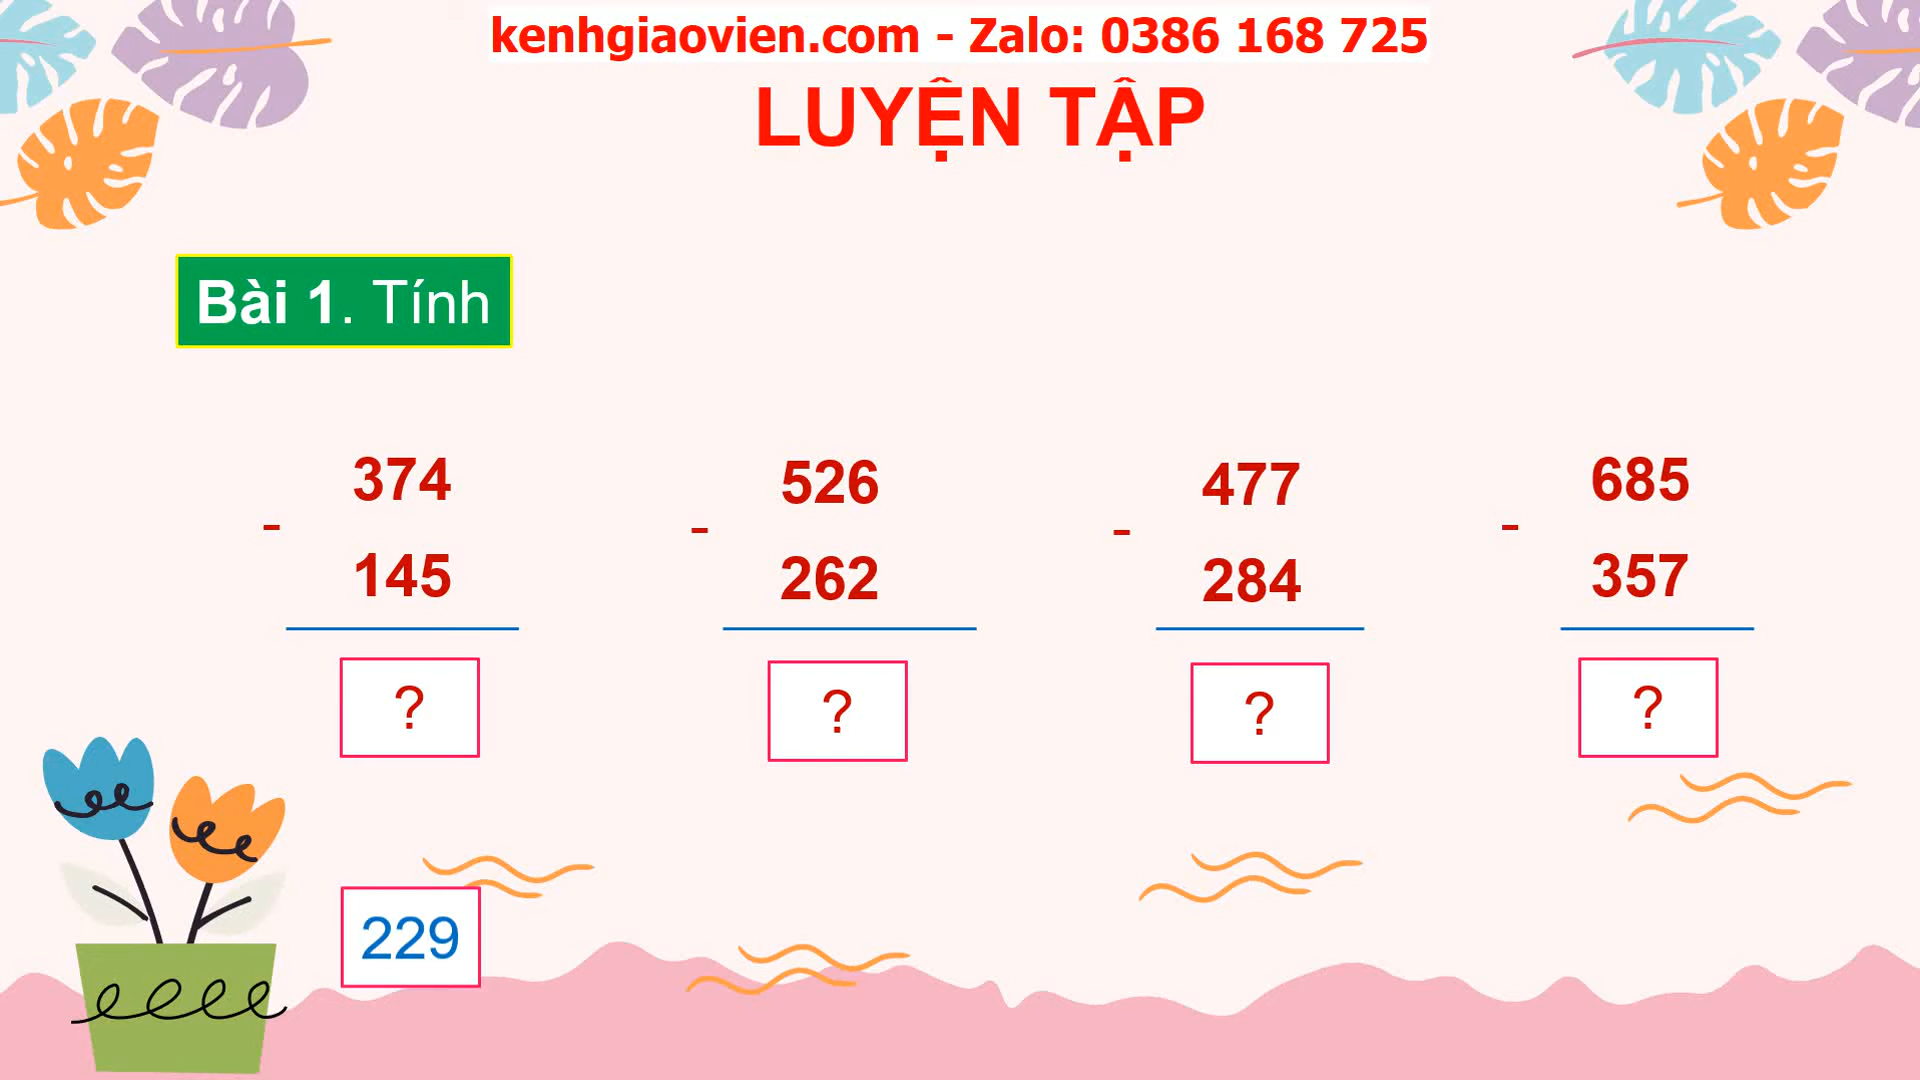 kenhgiaovien.com - Zalo: 0386 168 725
LUYỆN TẬP
Bài 1. Tính
374 526 477 685
- - - -
145 262 284 357
? ? ? ?
229